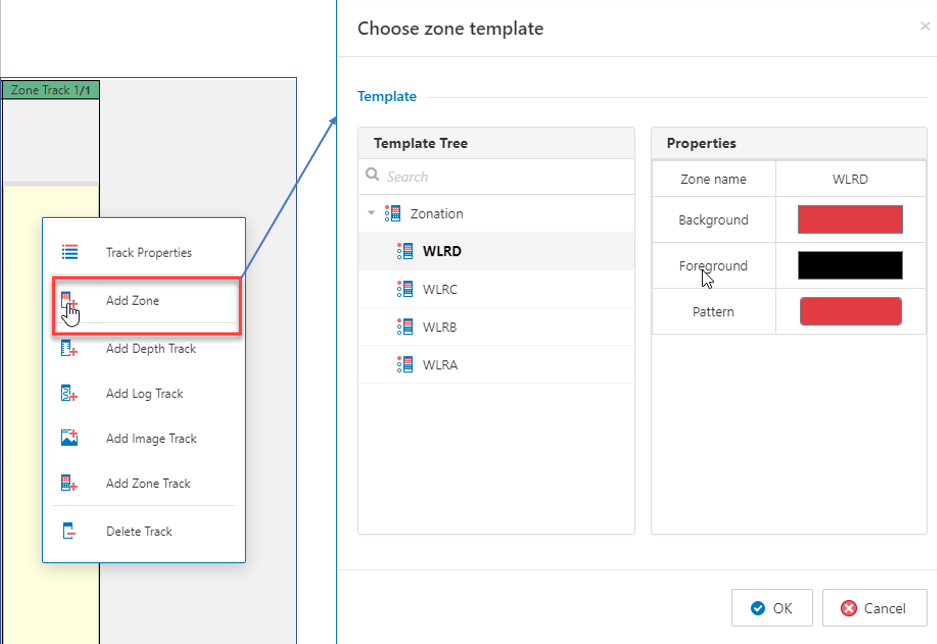 Zone Track 1/1
Track Properties
Add Zone
Add Depth Track
Add Log Track
Add Image Track
Add Zone Track
Delete Track
Choose zone template
Template
Template Tree
Search
Zonation
WLRD
WLRC
WLRB
WLRA
Properties
Zone name WLRD
Background
Foreground
Pattern
OK Cancel